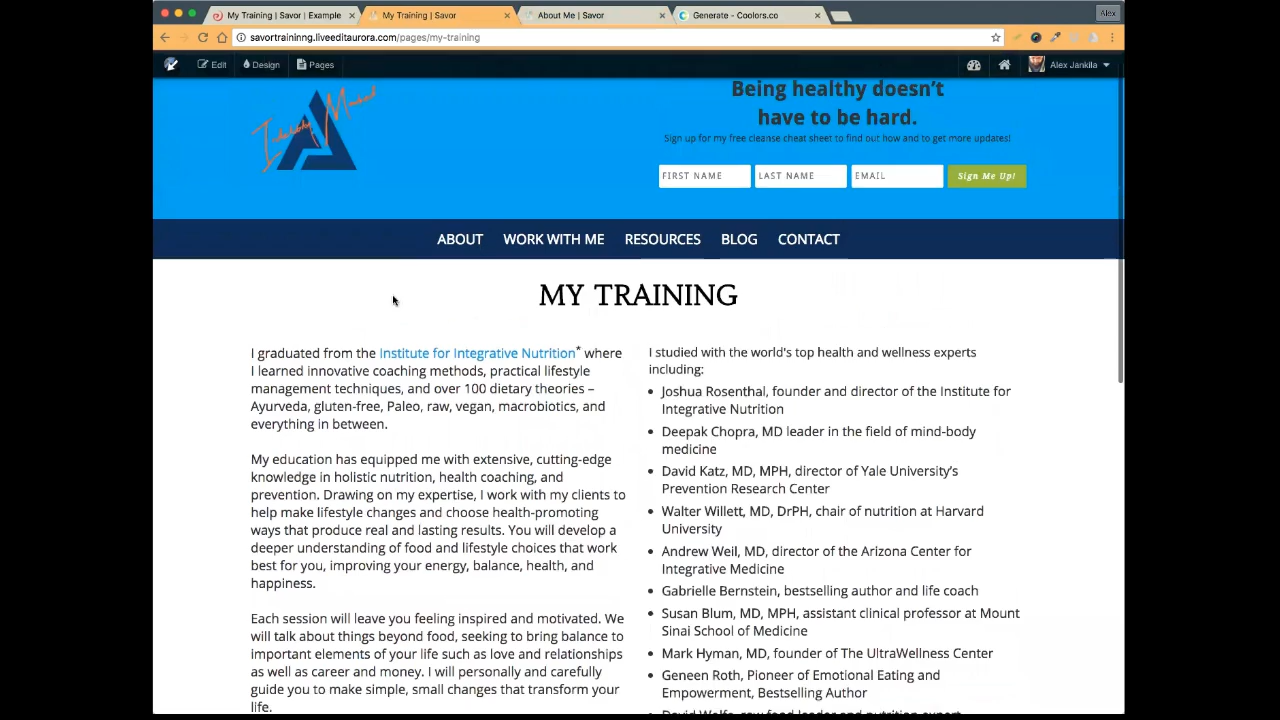 My Training | Savor | Example
My Training | Savor
About Me | Savor
Generate - Coolors.co
Alex
savortraininng.liveeditaurora.com/pages/my-training
Edit
Design
Pages
Alex Jankila
Being healthy doesn't
have to be hard.
Sign up for my free cleanse cheat sheet to find out how and to get more updates!
FIRST NAME
LAST NAME
EMAIL
Sign Me Up!
ABOUT
WORK WITH ME
RESOURCES
BLOG
CONTACT
MY TRAINING
I graduated from the Institute for Integrative Nutrition* where
I learned innovative coaching methods, practical lifestyle
management techniques, and over 100 dietary theories –
Ayurveda, gluten-free, Paleo, raw, vegan, macrobiotics, and
everything in between.
My education has equipped me with extensive, cutting-edge
knowledge in holistic nutrition, health coaching, and
prevention. Drawing on my expertise, I work with my clients to
help make lifestyle changes and choose health-promoting
ways that produce real and lasting results. You will develop a
deeper understanding of food and lifestyle choices that work
best for you, improving your energy, balance, health, and
happiness.
Each session will leave you feeling inspired and motivated. We
will talk about things beyond food, seeking to bring balance to
important elements of your life such as love and relationships
as well as career and money. I will personally and carefully
guide you to make simple, small changes that transform your
life.
I studied with the world's top health and wellness experts
including:
• Joshua Rosenthal, founder and director of the Institute for
Integrative Nutrition
• Deepak Chopra, MD leader in the field of mind-body
medicine
• David Katz, MD, MPH, director of Yale University's
Prevention Research Center
• Walter Willett, MD, DrPH, chair of nutrition at Harvard
University
• Andrew Weil, MD, director of the Arizona Center for
Integrative Medicine
• Gabrielle Bernstein, bestselling author and life coach
• Susan Blum, MD, MPH, assistant clinical professor at Mount
Sinai School of Medicine
• Mark Hyman, MD, founder of The UltraWellness Center
• Geneen Roth, Pioneer of Emotional Eating and
Empowerment, Bestselling Author
• David Wolfe, raw food leader and nutrition expert